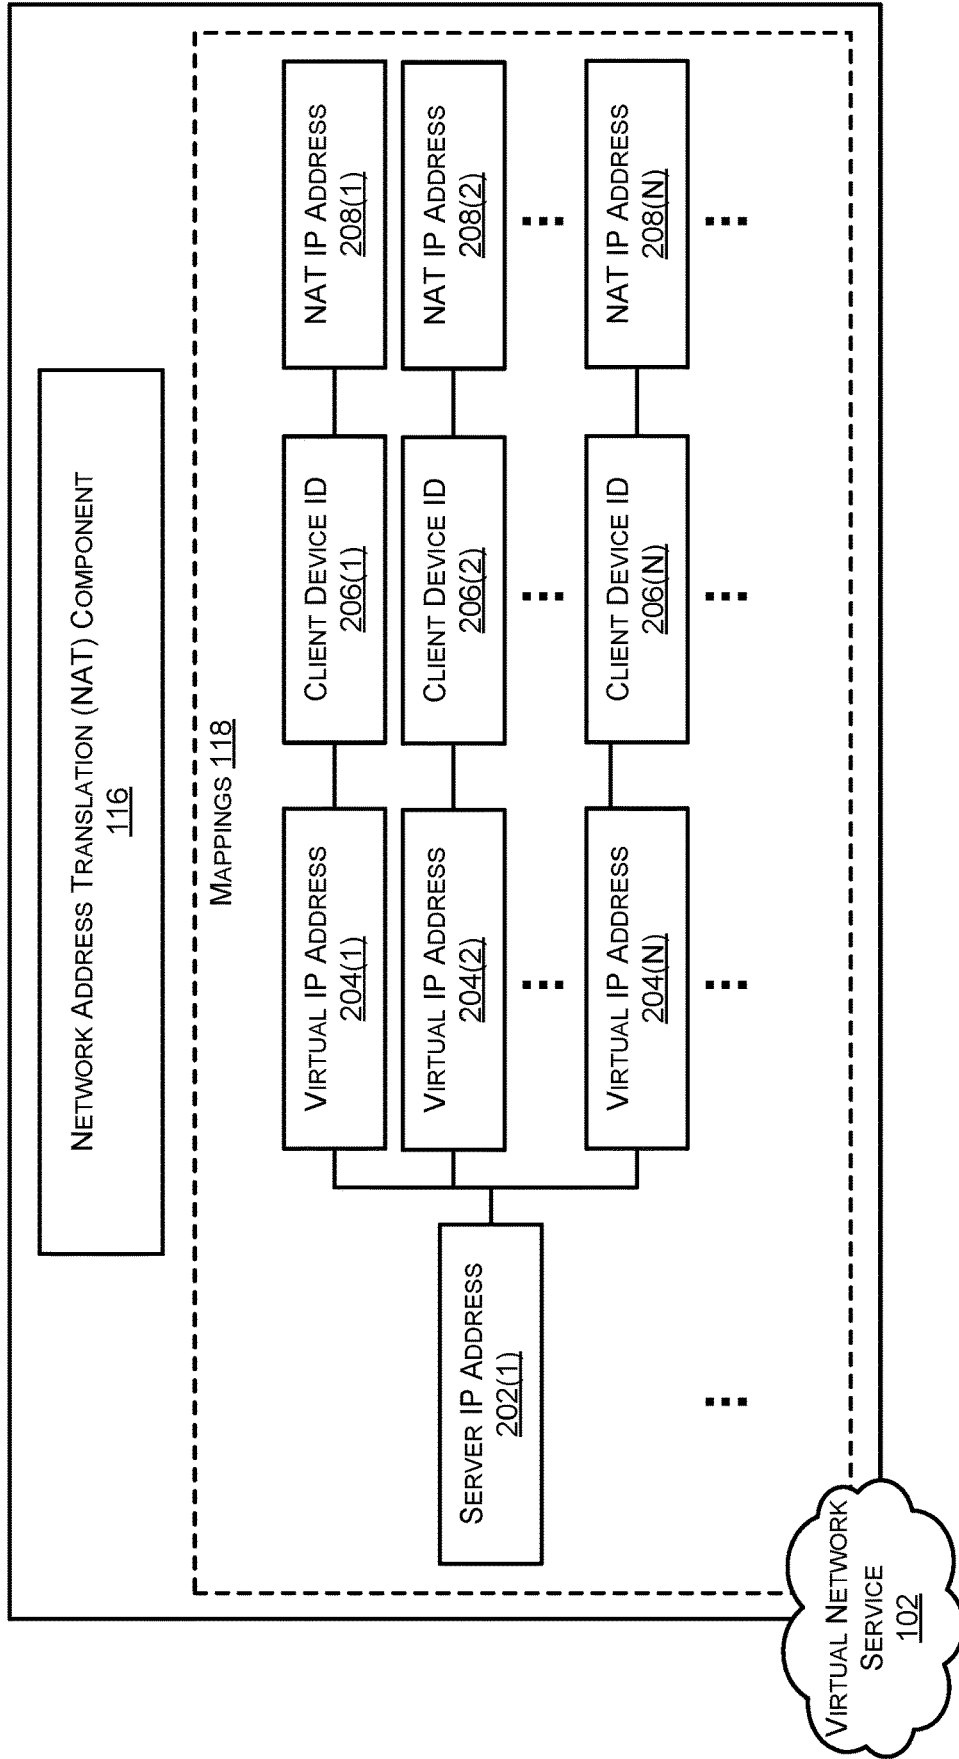 NETWORK ADDRESS TRANSLATION (NAT) COMPONENT
116
MAPPINGS 118
SERVER IP ADDRESS
202(1)
VIRTUAL IP ADDRESS
204(1)
CLIENT DEVICE ID
206(1)
NAT IP ADDRESS
208(1)
VIRTUAL IP ADDRESS
204(2)
CLIENT DEVICE ID
206(2)
NAT IP ADDRESS
208(2)
VIRTUAL IP ADDRESS
204(N)
CLIENT DEVICE ID
206(N)
NAT IP ADDRESS
208(N)
VIRTUAL NETWORK
SERVICE
102